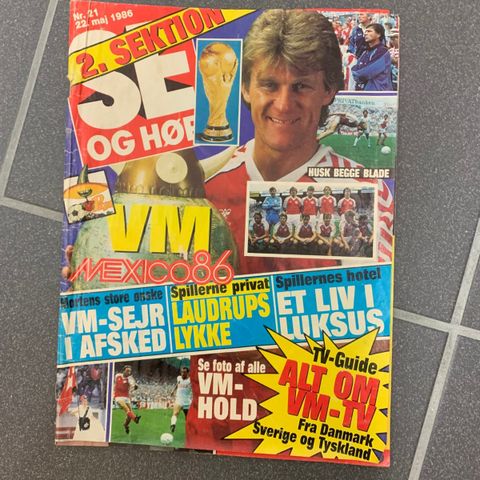 Nr. 21
22. maj 1986
2. SEKTION
SE
OG HØR
PRIVATbanken
HUSK BEGGE BLADE
VM
MEXICO86
Mortens store ønske
VM-SEJR
I AFSKED
Spillerne privat
LAUDRUPS
LYKKE
Spillernes hotel
ET LIV I
LUKSUS
Se foto af alle
VM-
HOLD
TV-Guide
ALT OM
VM-TV
Fra Danmark
Sverige og Tyskland